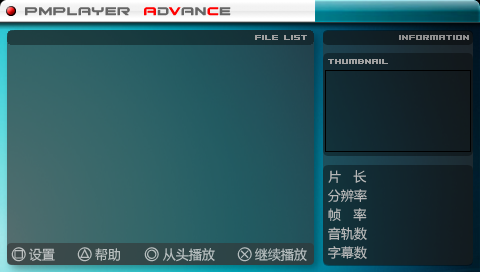 PMPLAYER ADVANCE
FILE LIST
INFORMATION
THUMBNAIL
片 长
分辨率
帧 率
音轨数
字幕数
设置 帮助 从头播放 继续播放